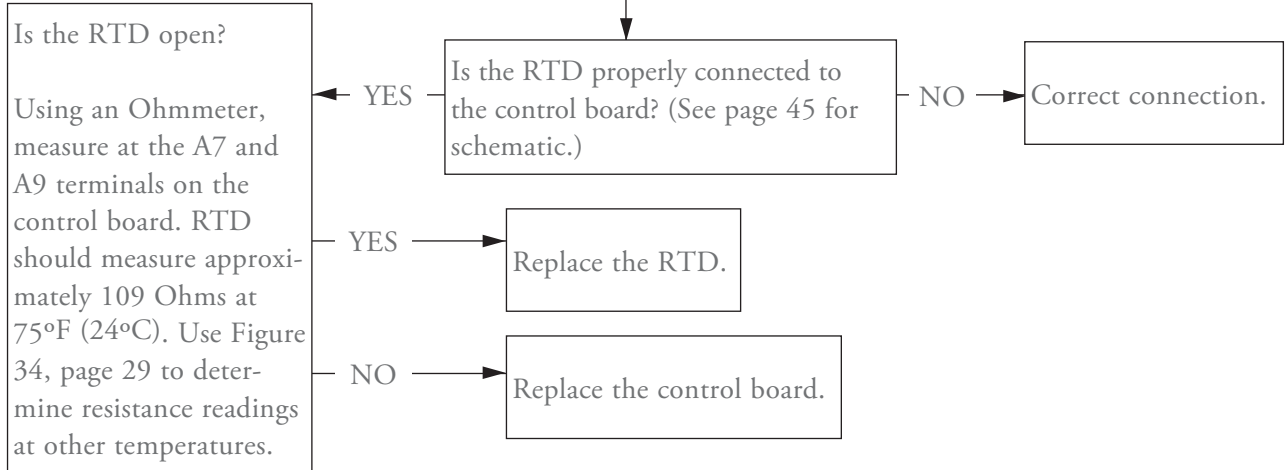 Is the RTD properly connected to
the control board? (See page 45 for
schematic.)
NO
Correct connection.
YES
Is the RTD open?
Using an Ohmmeter,
measure at the A7 and
A9 terminals on the
control board. RTD
should measure approxi-
mately 109 Ohms at
75ºF (24ºC). Use Figure
34, page 29 to deter-
mine resistance readings
at other temperatures.
YES
Replace the RTD.
NO
Replace the control board.